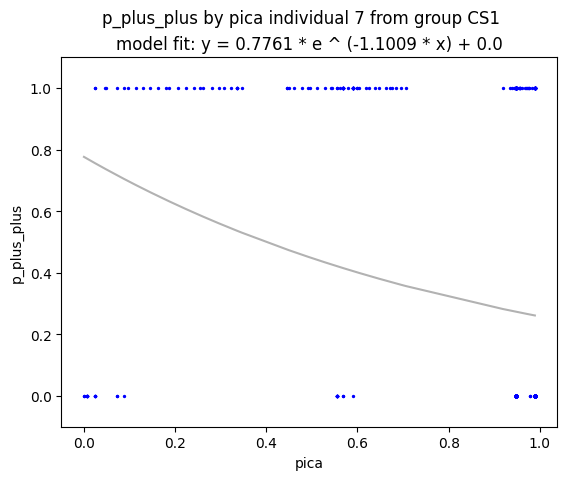 p_plus_plus by pica individual 7 from group CS1
model fit: y = 0.7761 * e ^ (-1.1009 * x) + 0.0
1.0
0.8
0.6
0.4
0.2
0.0
p_plus_plus
0.0 0.2 0.4 0.6 0.8 1.0
pica